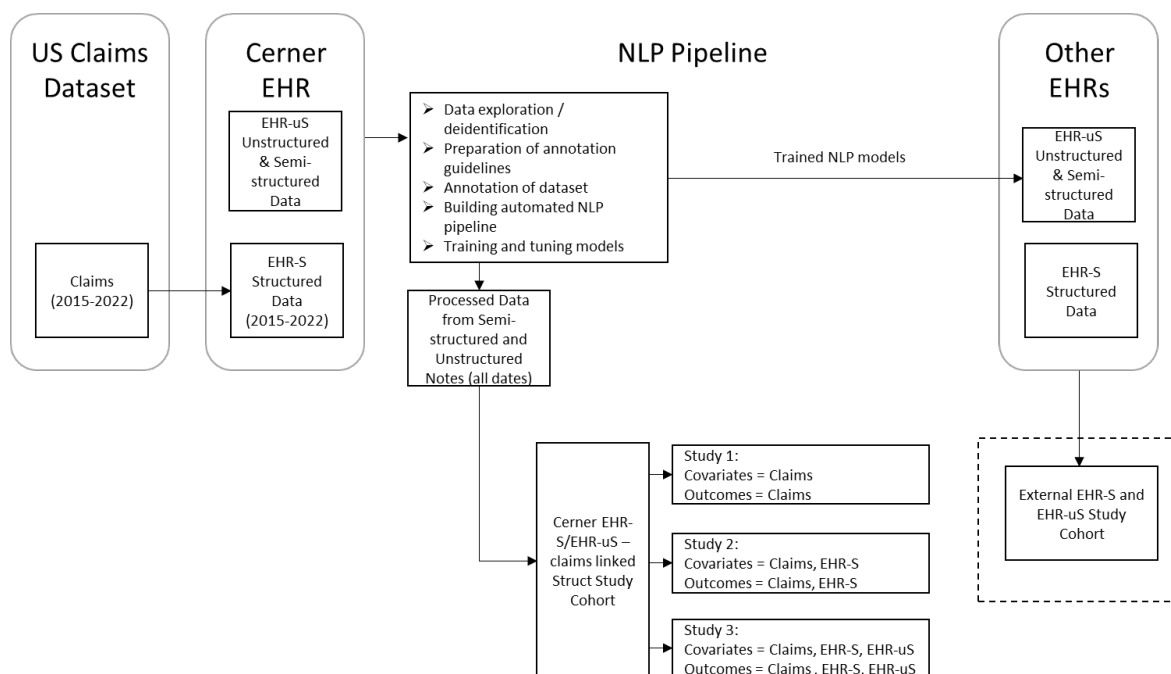 US Claims
Dataset
Claims
(2015-2022)
Cerner
EHR
EHR-uS
Unstructured
& Semi-
structured
Data
EHR-S
Structured
Data
(2015-2022)
NLP Pipeline
➢ Data exploration /
deidentification
➢ Preparation of annotation
guidelines
➢ Annotation of dataset
➢ Building automated NLP
pipeline
➢ Training and tuning models
Trained NLP models
Other
EHRs
EHR-uS
Unstructured
& Semi-
structured
Data
EHR-S
Structured
Data
Processed Data
from Semi-
structured and
Unstructured
Notes (all dates)
Cerner EHR-
S/EHR-uS –
claims linked
Struct Study
Cohort
Study 1:
Covariates = Claims
Outcomes = Claims
Study 2:
Covariates = Claims, EHR-S
Outcomes = Claims, EHR-S
Study 3:
Covariates = Claims, EHR-S, EHR-uS
Outcomes = Claims , EHR-S, EHR-uS
External EHR-S and
EHR-uS Study
Cohort